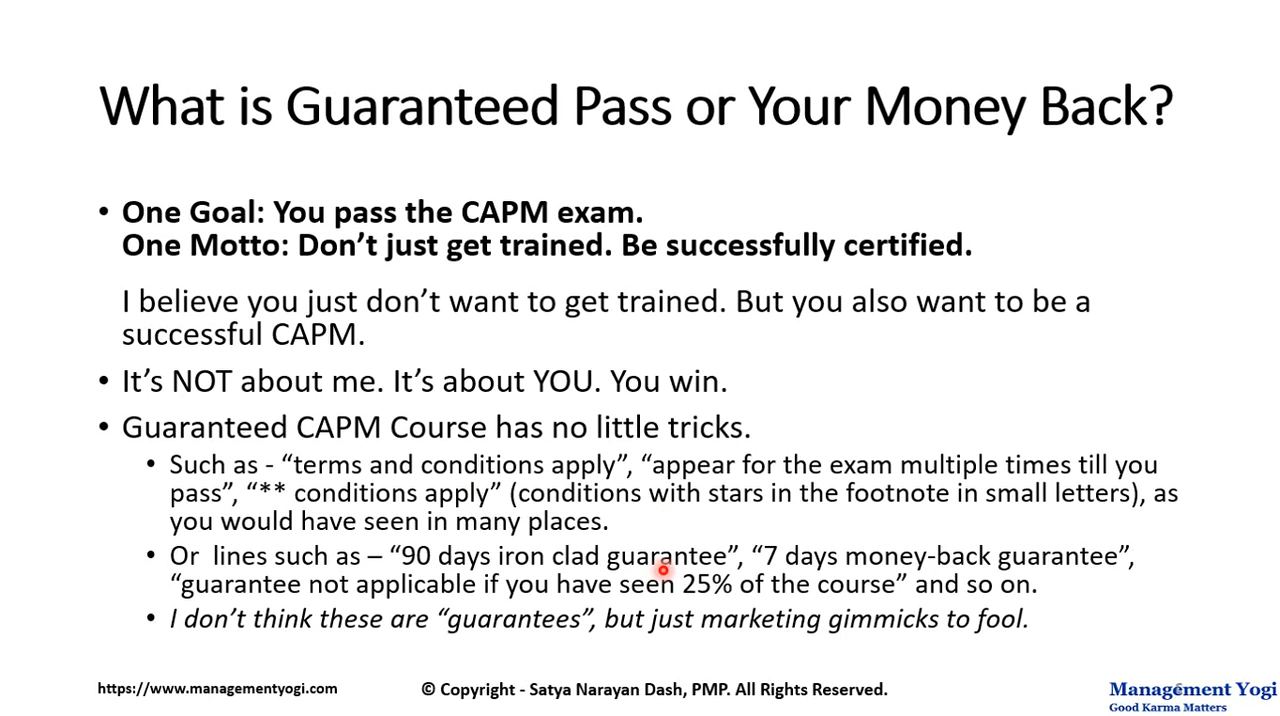 What is Guaranteed Pass or Your Money Back?
• One Goal: You pass the CAPM exam.
One Motto: Don’t just get trained. Be successfully certified.
I believe you just don’t want to get trained. But you also want to be a
successful CAPM.
• It’s NOT about me. It’s about YOU. You win.
• Guaranteed CAPM Course has no little tricks.
• Such as - “terms and conditions apply”, “appear for the exam multiple times till you
pass”, “** conditions apply” (conditions with stars in the footnote in small letters), as
you would have seen in many places.
• Or lines such as – “90 days iron clad guarantee”, “7 days money-back guarantee”,
“guarantee not applicable if you have seen 25% of the course” and so on.
• I don’t think these are “guarantees”, but just marketing gimmicks to fool.
https://www.managementyogi.com
© Copyright - Satya Narayan Dash, PMP. All Rights Reserved.
Management Yogi
Good Karma Matters